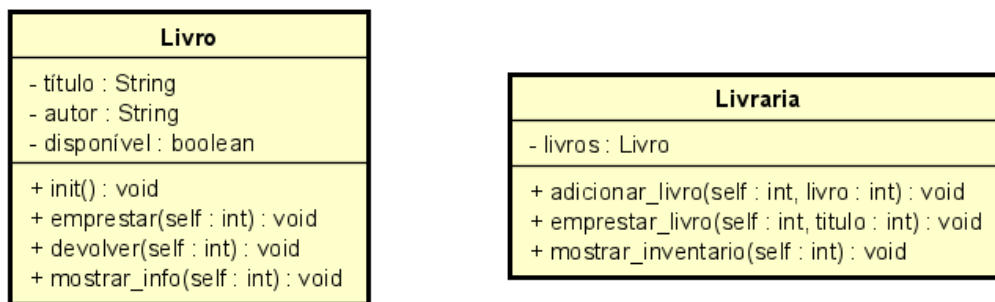 Livro
- título : String
- autor : String
- disponível : boolean
+ init() : void
+ emprestar(self : int) : void
+ devolver(self : int) : void
+ mostrar_info(self : int) : void
Livraria
- livros : Livro
+ adicionar_livro(self : int, livro : int) : void
+ emprestar_livro(self : int, titulo : int) : void
+ mostrar_inventario(self : int) : void